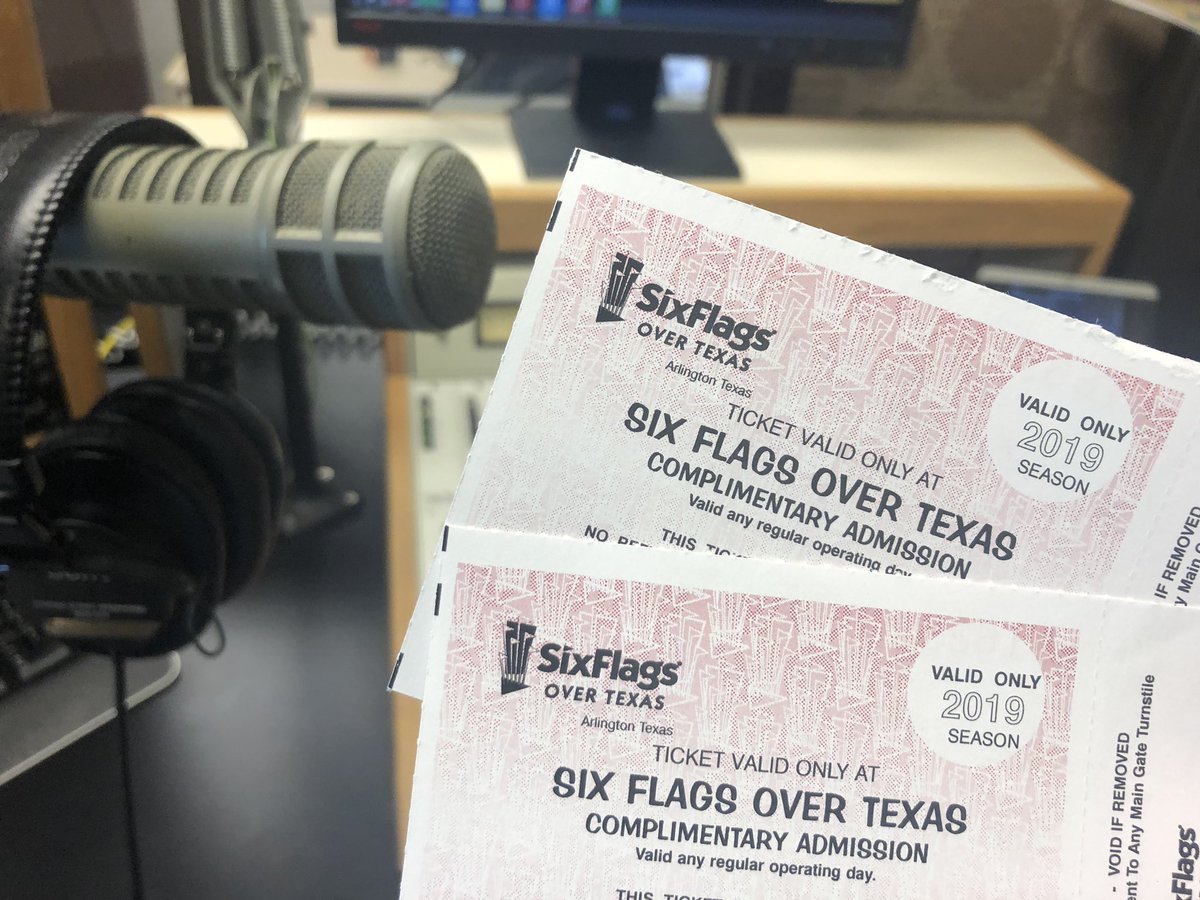 SixFlags
OVER TEXAS
Arlington Texas
TICKET VALID ONLY AT
SIX FLAGS OVER TEXAS
COMPLIMENTARY ADMISSION
Valid any regular operating day
THIS TICK
VALID ONLY
2019
SEASON
IF REMOVED
SixFlags
OVER TEXAS
Arlington Texas
TICKET VALID ONLY AT
SIX FLAGS OVER TEXAS
COMPLIMENTARY ADMISSION
Valid any regular operating day.
VALID ONLY
2019
SEASON
- VOID IF REMOVED
ent To Any Main Gate Turnstile
xFlags